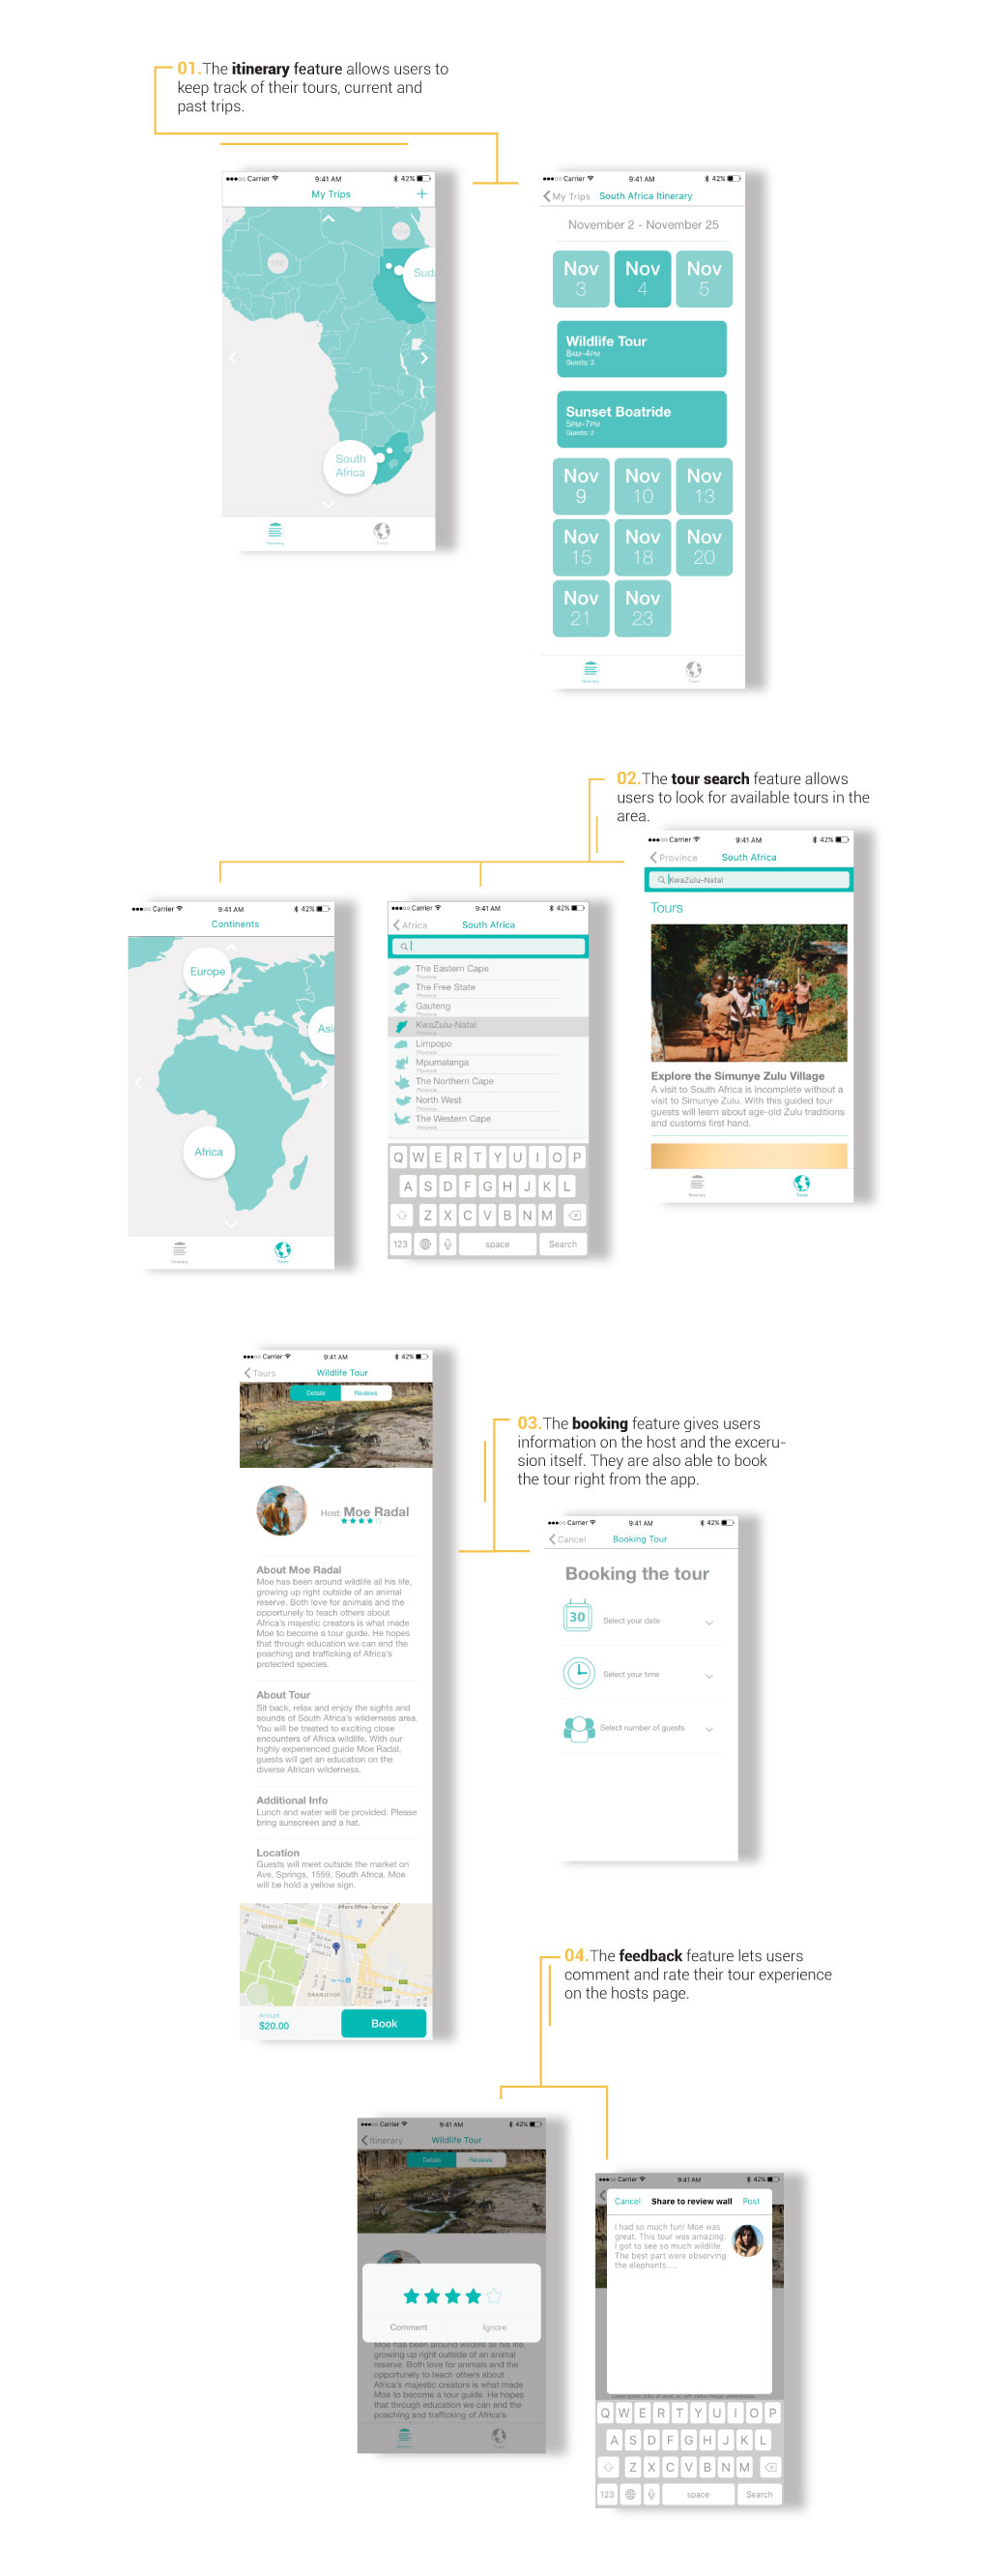 01.The itinerary feature allows users to
keep track of their tours, current and
past trips.
Carrier 9:41 AM 42%
My Trips +
Mali
Sud
South
Africa
Itinerary Tours
Carrier 9:41 AM 42%
My Trips South Africa Itinerary
November 2 - November 25
Nov Nov Nov
3 4 5
Wildlife Tour
8AM-4PM
Guests: 2
Sunset Boatride
5PM-7PM
Guests: 2
Nov Nov Nov
9 10 13
Nov Nov Nov
15 18 20
Nov Nov
21 23
Itinerary Tours
02.The tour search feature allows
users to look for available tours in the
area.
Carrier 9:41 AM 42%
Continents
Europe
Asi
Africa
Itinerary Tours
Carrier 9:41 AM 42%
Africa South Africa
The Eastern Cape
Province
The Free State
Province
Gauteng
Province
KwaZulu-Natal
Province
Limpopo
Province
Mpumalanga
Province
The Northern Cape
Province
North West
Province
The Western Cape
Province
Q W E R T Y U I O P
A S D F G H J K L
Z X C V B N M
123 space Search
Carrier 9:41 AM 42%
Province South Africa
KwaZulu-Natal
Tours
Explore the Simunye Zulu Village
A visit to South Africa is incomplete without a
visit to Simunye Zulu. With this guided tour
guests will learn about age-old Zulu traditions
and customs first hand.
Itinerary Tours
Carrier 9:41 AM 42%
Tours Wildlife Tour
Details Reviews
Host: Moe Radal
About Moe Radal
Moe has been around wildlife all his life,
growing up right outside of an animal
reserve. Both love for animals and the
opportunely to teach others about
Africa's majestic creators is what made
Moe to become a tour guide. He hopes
that through education we can end the
poaching and trafficking of Africa's
protected species.
About Tour
Sit back, relax and enjoy the sights and
sounds of South Africa's wilderness area.
You will be treated to exciting close
encounters of Africa wildlife. With our
highly experienced guide Moe Radal,
guests will get an education on the
diverse African wilderness.
Additional Info
Lunch and water will be provided. Please
bring sunscreen and a hat.
Location
Guests will meet outside the market on
Ave, Springs, 1559, South Africa. Moe
will be hold a yellow sign.
Affairs Office - Springs
Springs
Amount:
$20.00
Book
03.The booking feature gives users
information on the host and the exceru-
sion itself. They are also able to book
the tour right from the app.
Carrier 9:41 AM 42%
Cancel Booking Tour
Booking the tour
30 Select your date
Select your time
Select number of guests
04.The feedback feature lets users
comment and rate their tour experience
on the hosts page.
Carrier 9:41 AM 42%
Itinerary Wildlife Tour
Details Reviews
Comment Ignore
Moe has been around wildlife all his life,
growing up right outside of an animal
reserve. Both love for animals and the
opportunely to teach others about
Africa's majestic creators is what made
Moe to become a tour guide. He hopes
that through education we can end the
poaching and trafficking of Africa's
Itinerary Tours
Carrier 9:41 AM 42%
Cancel Share to review wall Post
I had so much fun! Moe was
great. This tour was amazing.
I got to see so much wildlife.
The best part were observing
the elephants....
Q W E R T Y U I O P
A S D F G H J K L
Z X C V B N M
123 space Search